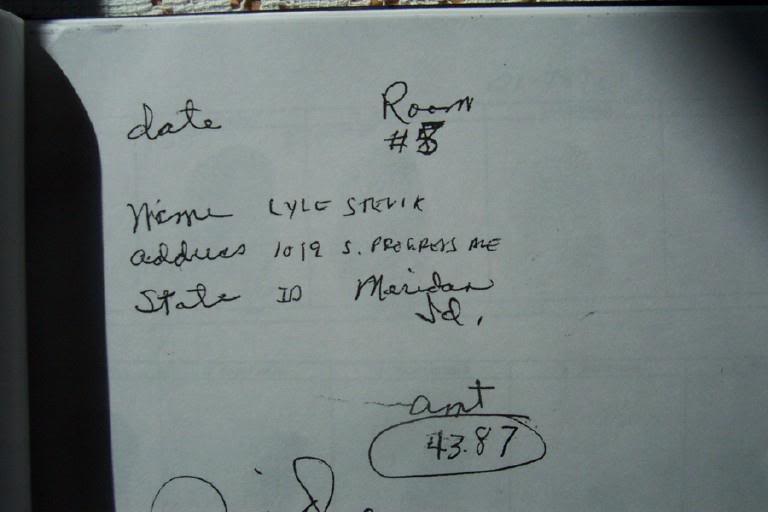 date Room
#5
Name LYLE STEVIK
address 1019 S. PROGRESS AVE
State ID Meridan
Id.
amt
43.87